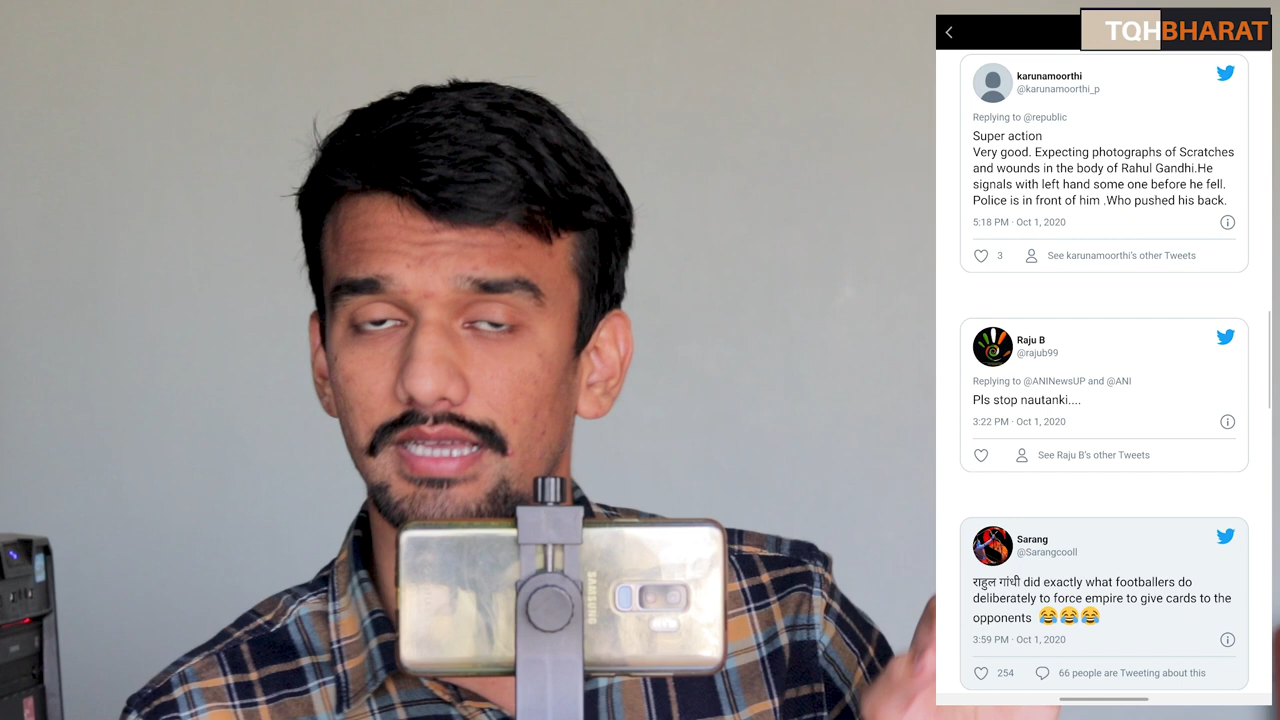 TQHBHARAT
karunamoorthi
@karunamoorthi_p
Replying to @republic
Super action
Very good. Expecting photographs of Scratches
and wounds in the body of Rahul Gandhi.He
signals with left hand some one before he fell.
Police is in front of him .Who pushed his back.
5:18 PM · Oct 1, 2020
3 See karunamoorthi's other Tweets
Raju B
@rajub99
Replying to @ANINewsUP and @ANI
Pls stop nautanki....
3:22 PM · Oct 1, 2020
See Raju B's other Tweets
Sarang
@Sarangcooll
राहुल गांधी did exactly what footballers do
deliberately to force empire to give cards to the
opponents 😂😂😂
3:59 PM · Oct 1, 2020
254 66 people are Tweeting about this
SAMSUNG